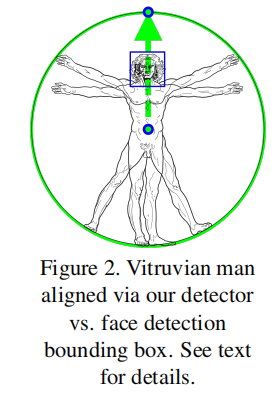 Figure 2. Vitruvian man
aligned via our detector
vs. face detection
bounding box. See text
for details.